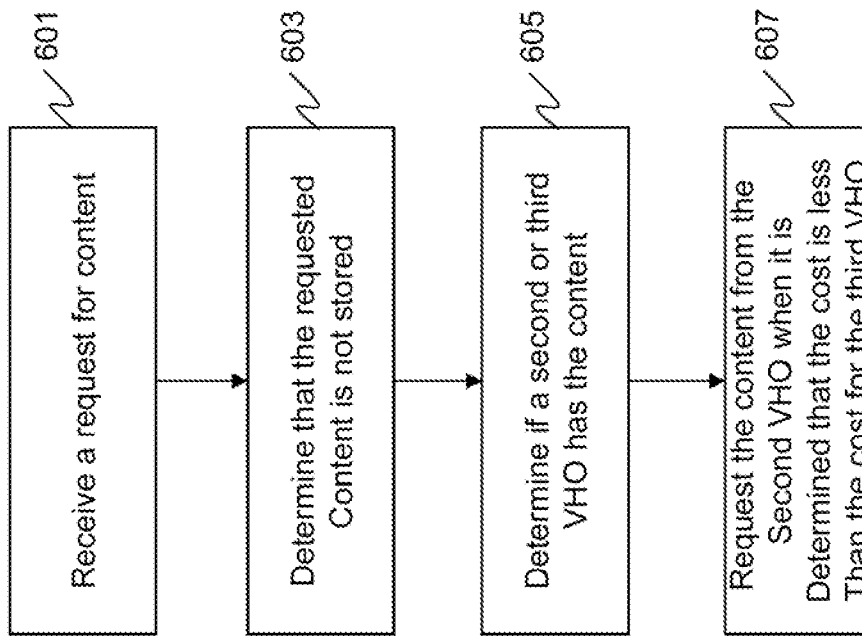 601
Receive a request for content
603
Determine that the requested
Content is not stored
605
Determine if a second or third
VHO has the content
607
Request the content from the
Second VHO when it is
Determined that the cost is less
Than the cost for the third VHO